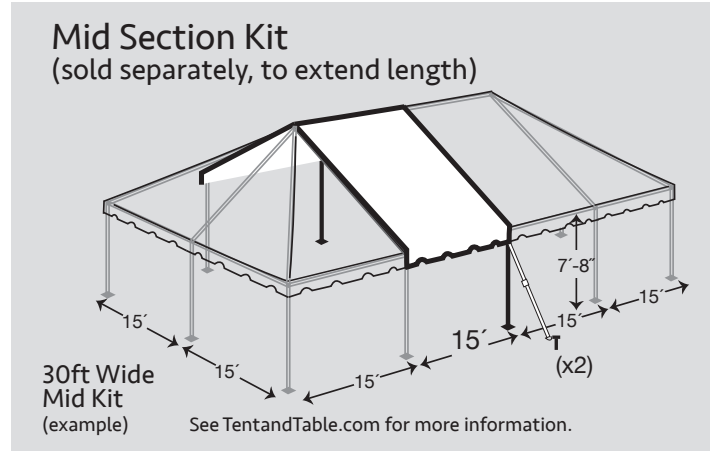 Mid Section Kit
(sold separately, to extend length)
7´-8˝
15´
15´
15´
15´
15´
15´
(x2)
30ft Wide
Mid Kit
(example)
See TentandTable.com for more information.